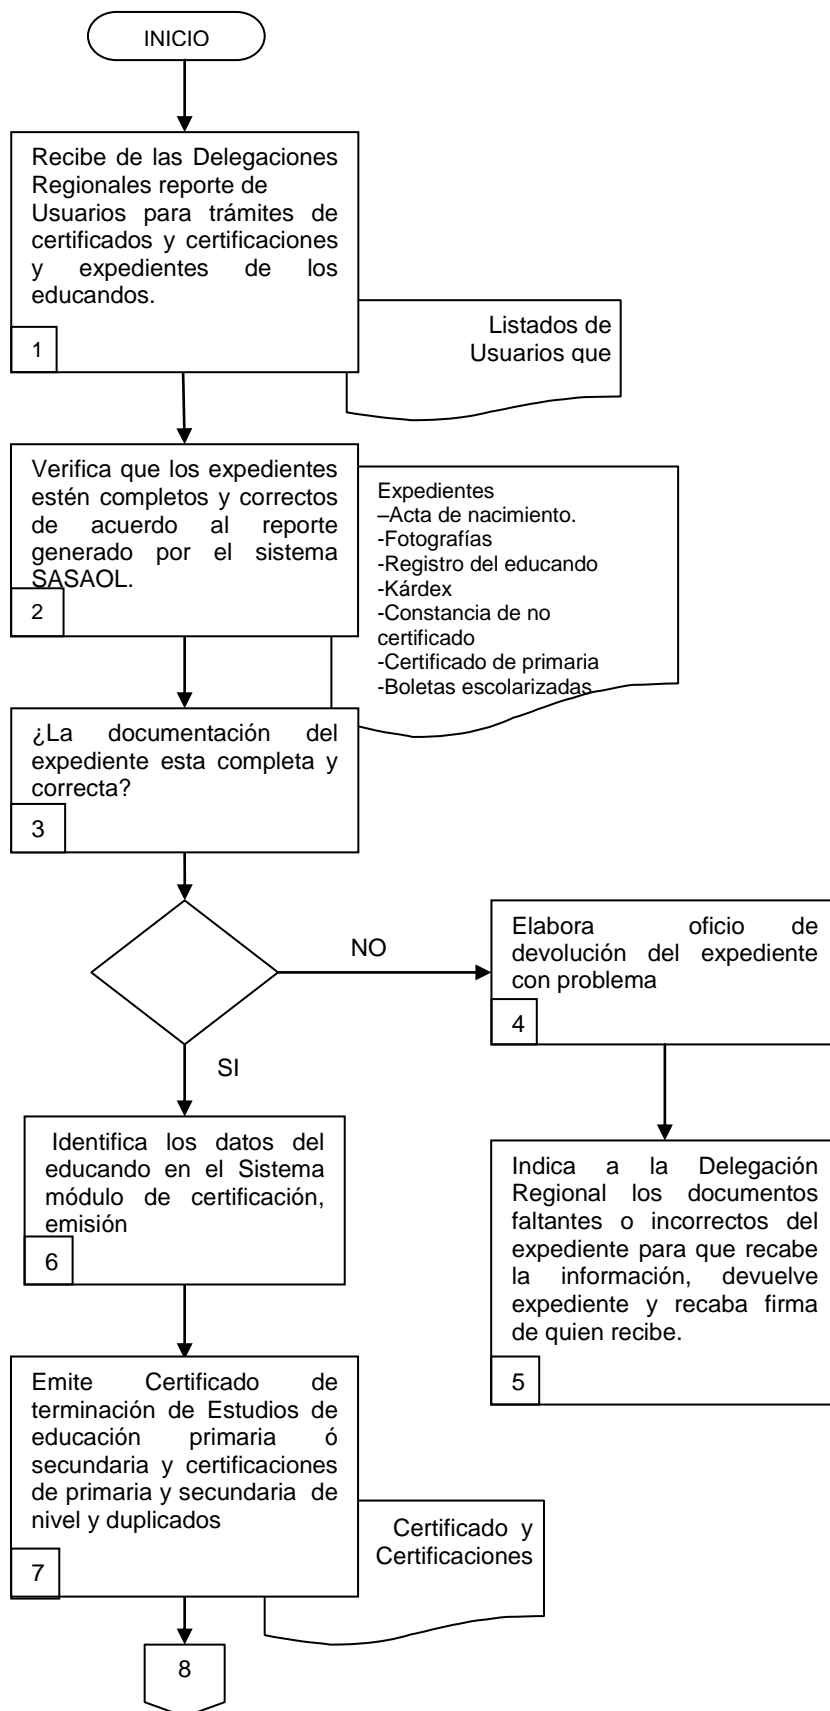 INICIO
Recibe de las Delegaciones
Regionales reporte de
Usuarios para trámites de
certificados y certificaciones
y expedientes de los
educandos.
1
Listados de
Usuarios que
Verifica que los expedientes
estén completos y correctos
de acuerdo al reporte
generado por el sistema
SASAOL.
2
Expedientes
–Acta de nacimiento.
-Fotografías
-Registro del educando
-Kárdex
-Constancia de no
certificado
-Certificado de primaria
-Boletas escolarizadas
¿La documentación del
expediente esta completa y
correcta?
3
NO
Elabora oficio de
devolución del expediente
con problema
4
SI
Indica a la Delegación
Regional los documentos
faltantes o incorrectos del
expediente para que recabe
la información, devuelve
expediente y recaba firma
de quien recibe.
5
Identifica los datos del
educando en el Sistema
módulo de certificación,
emisión
6
Emite Certificado de
terminación de Estudios de
educación primaria ó
secundaria y certificaciones
de primaria y secundaria de
nivel y duplicados
7
Certificado y
Certificaciones
8